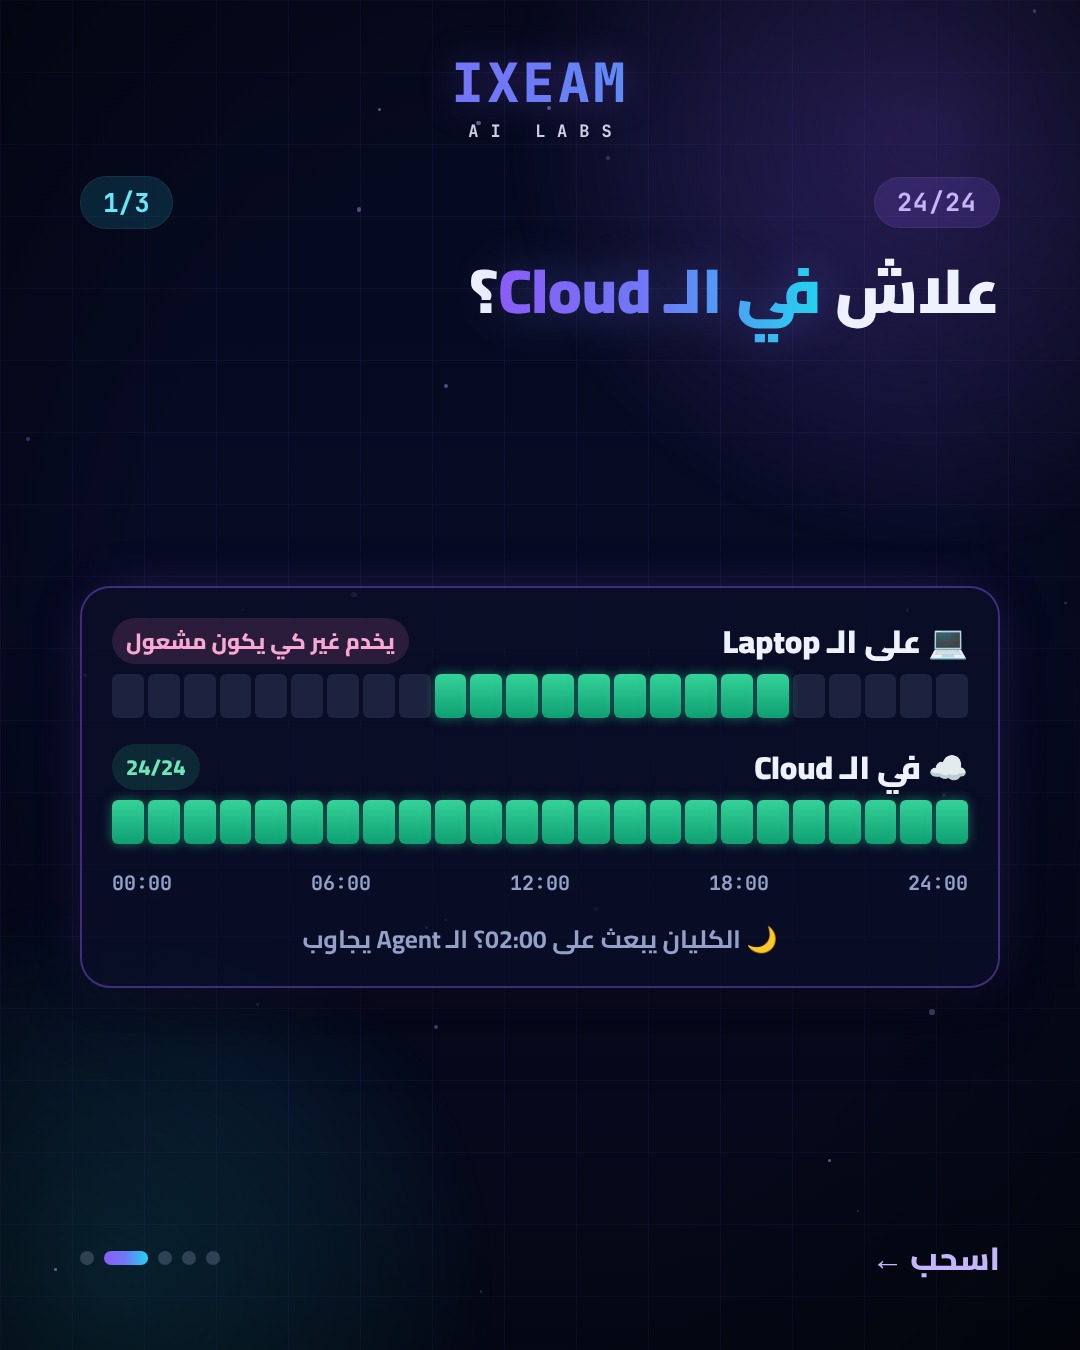 IXEAM
AI LABS
24/24
1/3
علاش في الـ Cloud؟
💻 على الـ Laptop
يخدم غير كي يكون مشعول
☁️ في الـ Cloud
24/24
00:00 06:00 12:00 18:00 24:00
🌙 الكليان يبعث على 02:00؟ الـ Agent يجاوب
اسحب ←